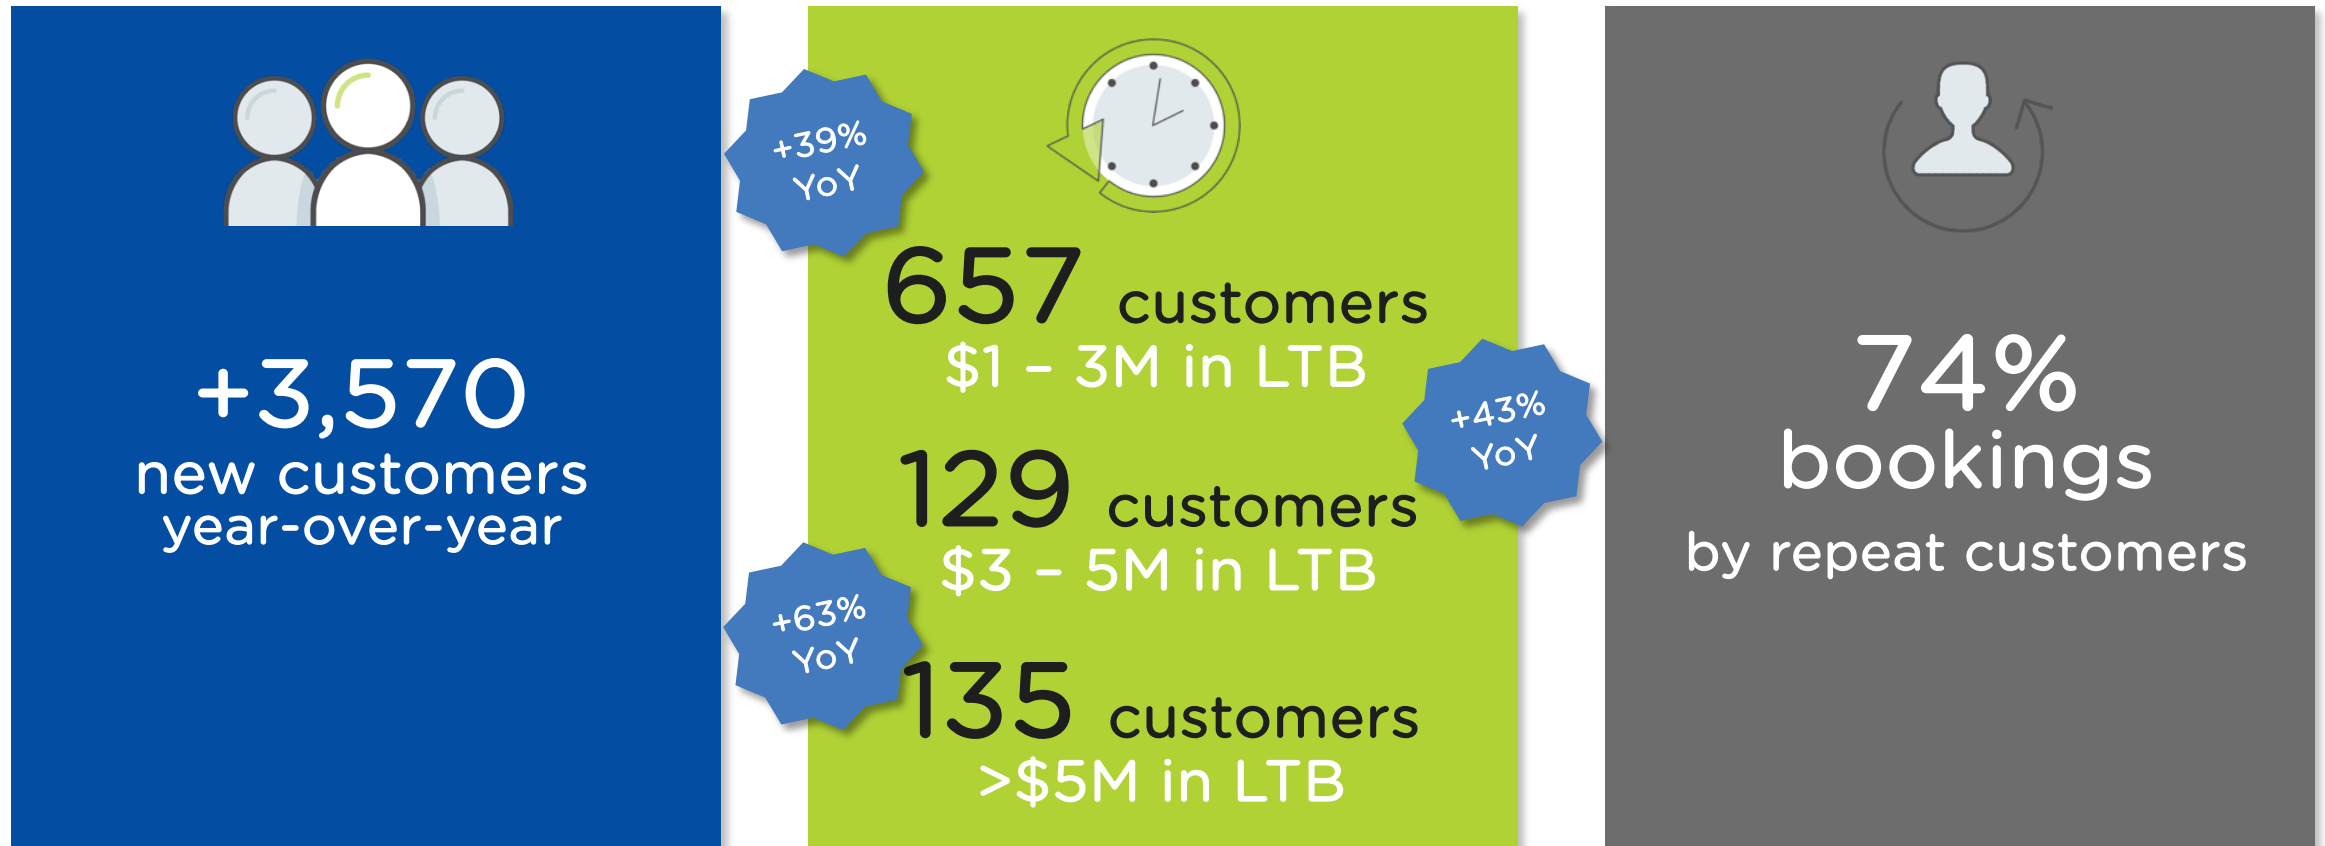 +3,570
new customers
year-over-year
+39%
YoY
657 customers
$1 – 3M in LTB
+43%
YoY
129 customers
$3 – 5M in LTB
+63%
YoY
135 customers
>$5M in LTB
74%
bookings
by repeat customers